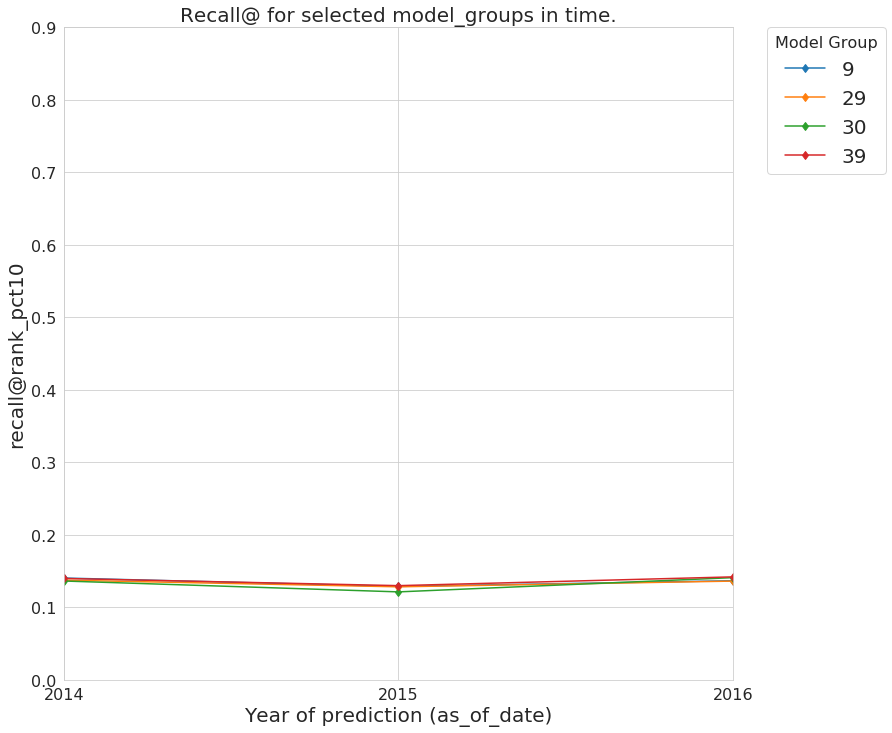 Recall@ for selected model_groups in time.
0.9
0.8
0.7
0.6
0.5
0.4
0.3
0.2
0.1
0.0
recall@rank_pct10
2014 2015 2016
Year of prediction (as_of_date)
Model Group
9
29
30
39